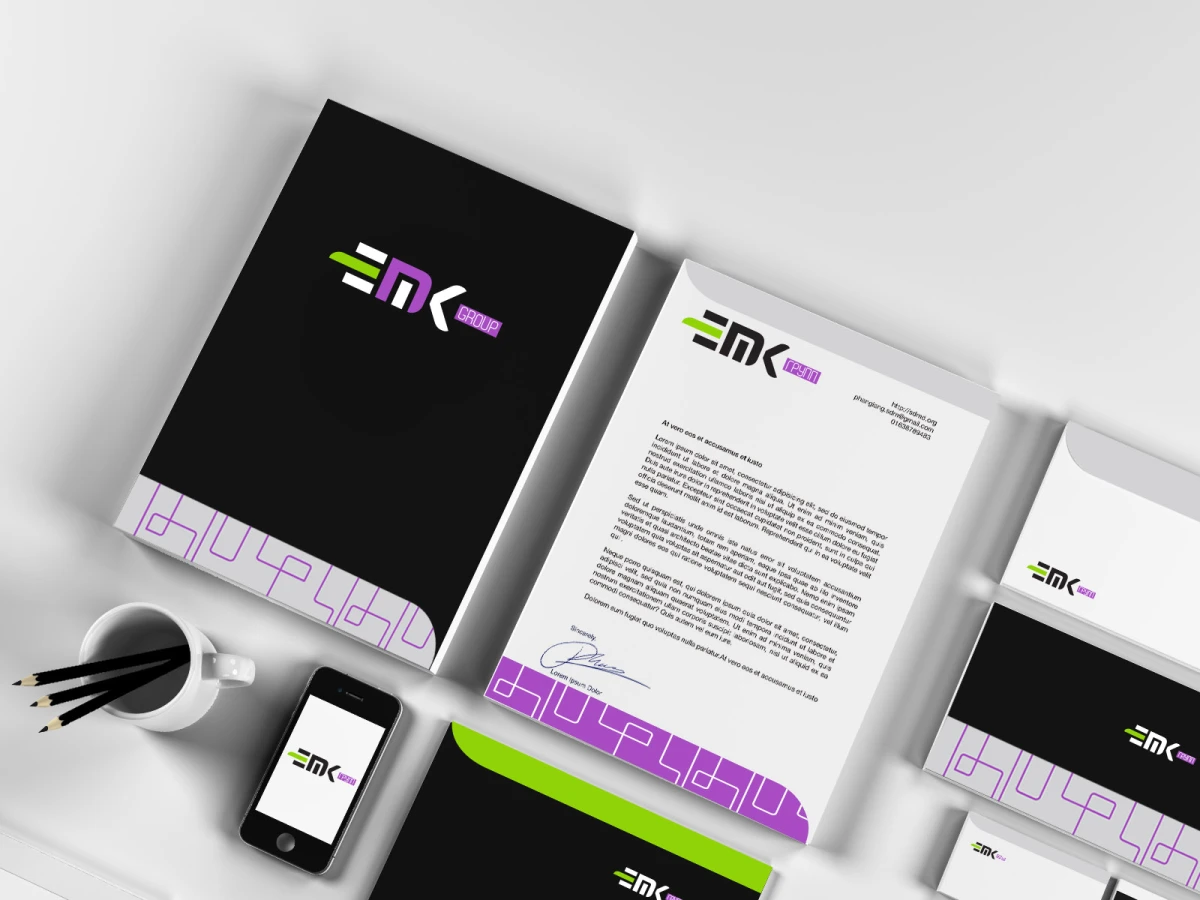 EMK
GROUP
EMK
ГРУПП
http://sdmd.org
phanglang.sdm@gmail.com
01638789483
At vero eos et accusamus et iusto
Lorem ipsum dolor sit amet, consectetur adipisicing elit, sed do eiusmod tempor
incididunt ut labore et dolore magna aliqua. Ut enim ad minim veniam, quis
nostrud exercitation ullamco laboris nisi ut aliquip ex ea commodo consequat.
Duis aute irure dolor in reprehenderit in voluptate velit esse cillum dolore eu fugiat
nulla pariatur. Excepteur sint occaecat cupidatat non proident, sunt in culpa qui
officia deserunt mollit anim id est laborum. Reprehenderit qui in ea voluptate velit
esse quam.
Sed ut perspiciatis unde omnis iste natus error sit voluptatem accusantium
doloremque laudantium, totam rem aperiam, eaque ipsa quae ab illo inventore
veritatis et quasi architecto beatae vitae dicta sunt explicabo. Nemo enim ipsam
voluptatem quia voluptas sit aspernatur aut odit aut fugit, sed quia consequuntur
magni dolores eos qui ratione voluptatem sequi nesciunt consequatur, vel illum
qui.
Neque porro quisquam est, qui dolorem ipsum quia dolor sit amet, consectetur,
adipisci velit, sed quia non numquam eius modi tempora incidunt ut labore et
dolore magnam aliquam quaerat voluptatem. Ut enim ad minima veniam, quis
nostrum exercitationem ullam corporis suscipit laboriosam, nisi ut aliquid ex ea
commodi consequatur? Quis autem vel eum iure.
Dolorem eum fugiat quo voluptas nulla pariatur.At vero eos et accusamus et iusto
Sincerely,
Lorem Ipsum Dolor
EMK
ГРУПП
EMK
ГРУПП
EMK
ГРУПП
EMK
EMK